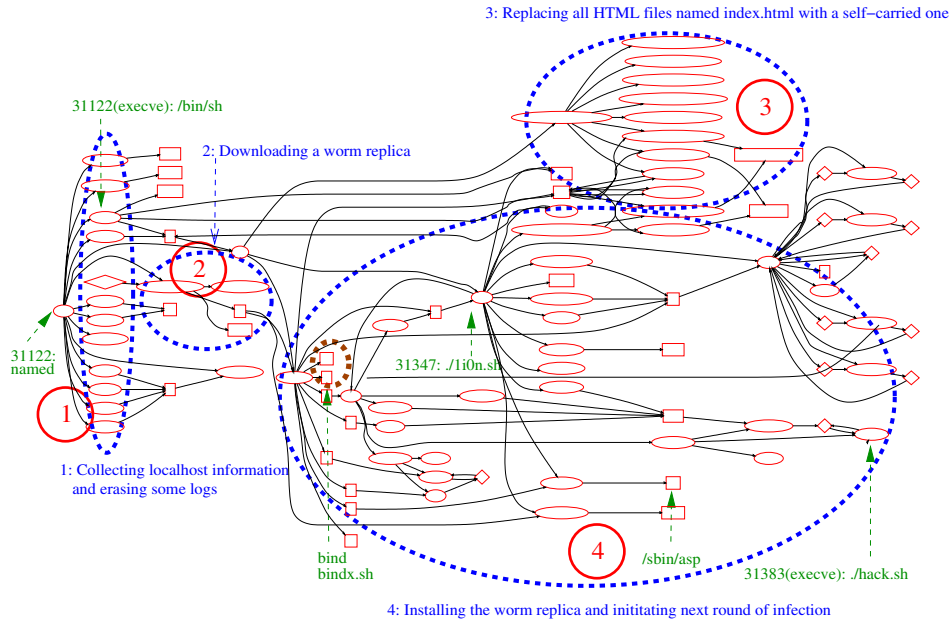 3: Replacing all HTML files named index.html with a self−carried one
3
31122(execve): /bin/sh
2: Downloading a worm replica
2
31122:
named
31347: ./1i0n.sh
1
1: Collecting localhost information
and erasing some logs
bind
bindx.sh
4
/sbin/asp
31383(execve): ./hack.sh
4: Installing the worm replica and inititating next round of infection